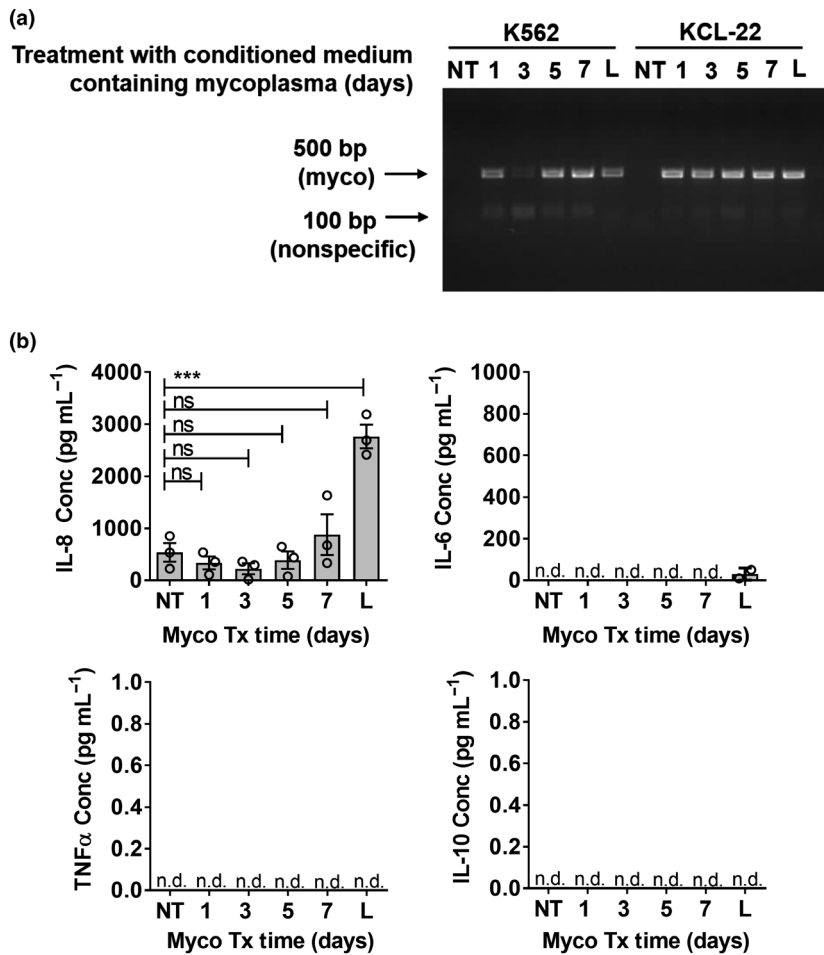 (a)
K562 KCL-22
Treatment with conditioned medium
containing mycoplasma (days)
NT 1 3 5 7 L NT 1 3 5 7 L
500 bp
(myco)
100 bp
(nonspecific)
(b)
IL-8 Conc (pg mL⁻¹)
4000
3000
2000
1000
0
***
ns
ns
ns
ns
NT 1 3 5 7 L
Myco Tx time (days)
IL-6 Conc (pg mL⁻¹)
1000
800
600
400
200
0
n.d. n.d. n.d. n.d. n.d.
NT 1 3 5 7 L
Myco Tx time (days)
TNFα Conc (pg mL⁻¹)
1.0
0.8
0.6
0.4
0.2
0.0
n.d. n.d. n.d. n.d. n.d. n.d.
NT 1 3 5 7 L
Myco Tx time (days)
IL-10 Conc (pg mL⁻¹)
1.0
0.8
0.6
0.4
0.2
0.0
n.d. n.d. n.d. n.d. n.d. n.d.
NT 1 3 5 7 L
Myco Tx time (days)